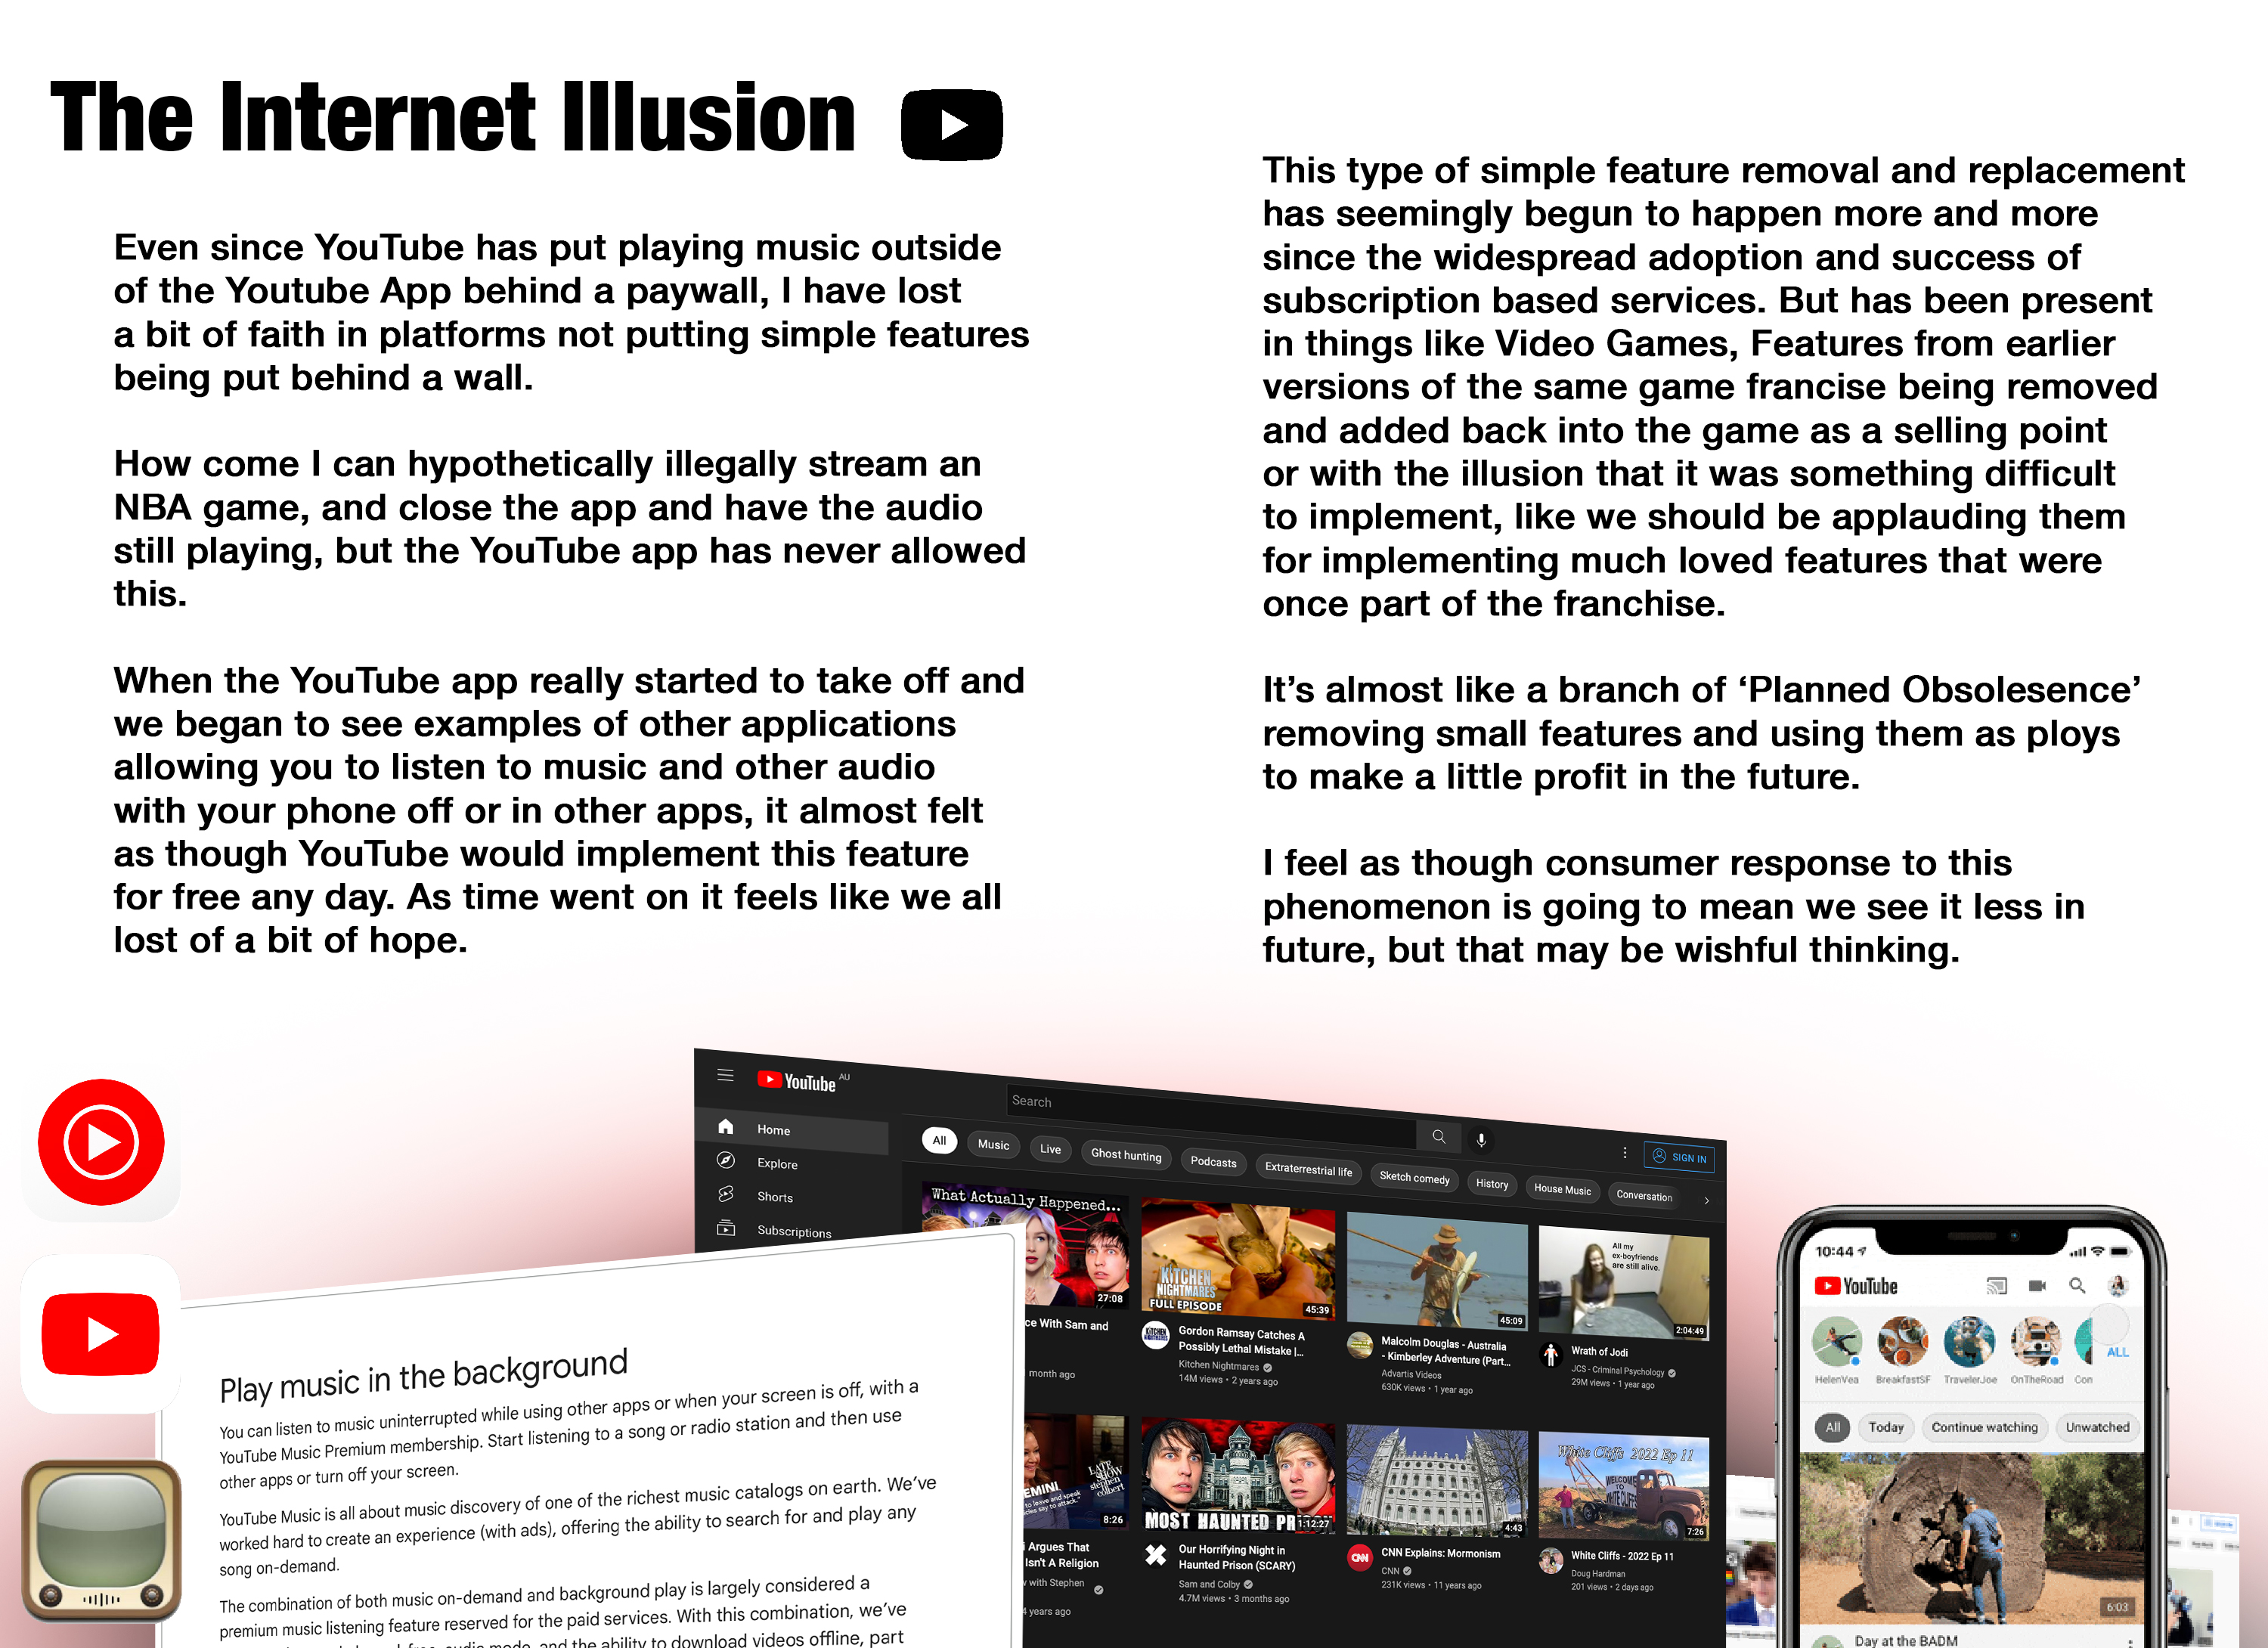 The Internet Illusion
Even since YouTube has put playing music outside
of the Youtube App behind a paywall, I have lost
a bit of faith in platforms not putting simple features
being put behind a wall.
How come I can hypothetically illegally stream an
NBA game, and close the app and have the audio
still playing, but the YouTube app has never allowed
this.
When the YouTube app really started to take off and
we began to see examples of other applications
allowing you to listen to music and other audio
with your phone off or in other apps, it almost felt
as though YouTube would implement this feature
for free any day. As time went on it feels like we all
lost of a bit of hope.
This type of simple feature removal and replacement
has seemingly begun to happen more and more
since the widespread adoption and success of
subscription based services. But has been present
in things like Video Games, Features from earlier
versions of the same game francise being removed
and added back into the game as a selling point
or with the illusion that it was something difficult
to implement, like we should be applauding them
for implementing much loved features that were
once part of the franchise.
It's almost like a branch of ‘Planned Obsolesence’
removing small features and using them as ploys
to make a little profit in the future.
I feel as though consumer response to this
phenomenon is going to mean we see it less in
future, but that may be wishful thinking.
YouTube AU
Search
SIGN IN
Home
Explore
Shorts
Subscriptions
All Music Live Ghost hunting Podcasts Extraterrestrial life Sketch comedy History House Music Conversation
What Actually Happened...
27:08
ce With Sam and
month ago
KITCHEN
NIGHTMARES
FULL EPISODE
45:39
KITCHEN
Gordon Ramsay Catches A
Possibly Lethal Mistake |...
Kitchen Nightmares
14M views • 2 years ago
45:09
Malcolm Douglas - Australia
- Kimberley Adventure (Part...
Advartis Videos
630K views • 1 year ago
All my
ex-boyfriends
are still alive.
2:04:49
Wrath of Jodi
JCS - Criminal Psychology
29M views • 1 year ago
EMINI
to leave and speak
cies say to attack."
LATE
SHOW
stephen
colbert
8:26
i Argues That
Isn't A Religion
w with Stephen
4 years ago
MOST HAUNTED PRISON
1:12:27
Our Horrifying Night in
Haunted Prison (SCARY)
Sam and Colby
4.7M views • 3 months ago
4:43
CNN
CNN Explains: Mormonism
CNN
231K views • 11 years ago
White Cliffs 2022 Ep 11
WELCOME
TO
WHITE CLIFFS
7:26
White Cliffs - 2022 Ep 11
Doug Hardman
201 views • 2 days ago
Play music in the background
You can listen to music uninterrupted while using other apps or when your screen is off, with a
YouTube Music Premium membership. Start listening to a song or radio station and then use
other apps or turn off your screen.
YouTube Music is all about music discovery of one of the richest music catalogs on earth. We've
worked hard to create an experience (with ads), offering the ability to search for and play any
song on-demand.
The combination of both music on-demand and background play is largely considered a
premium music listening feature reserved for the paid services. With this combination, we've
free, audio mode, and the ability to download videos offline, part
10:44
YouTube
ALL
HelenVea BreakfastSF TravelerJoe OnTheRoad Con
All Today Continue watching Unwatched
6:03
Day at the BADM